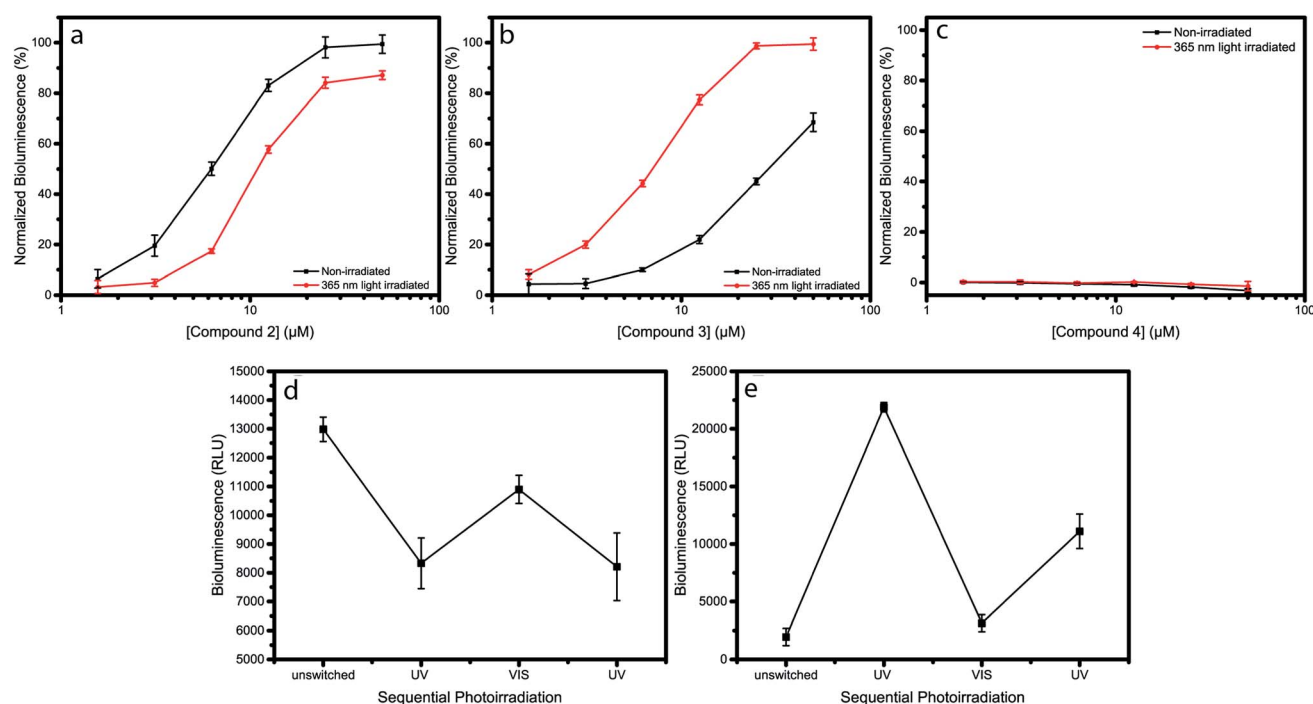 a
100
80
60
40
20
0
Normalized Bioluminescence (%)
Non-irradiated
365 nm light irradiated
1
10
100
[Compound 2] (µM)
b
100
80
60
40
20
0
Normalized Bioluminescence (%)
Non-irradiated
365 nm light irradiated
1
10
100
[Compound 3] (µM)
c
100
80
60
40
20
0
Normalized Bioluminescence (%)
Non-irradiated
365 nm light irradiated
1
10
100
[Compound 4] (µM)
d
15000
14000
13000
12000
11000
10000
9000
8000
7000
6000
5000
Bioluminescence (RLU)
unswitched
UV
VIS
UV
Sequential Photoirradiation
e
25000
20000
15000
10000
5000
0
Bioluminescence (RLU)
unswitched
UV
VIS
UV
Sequential Photoirradiation